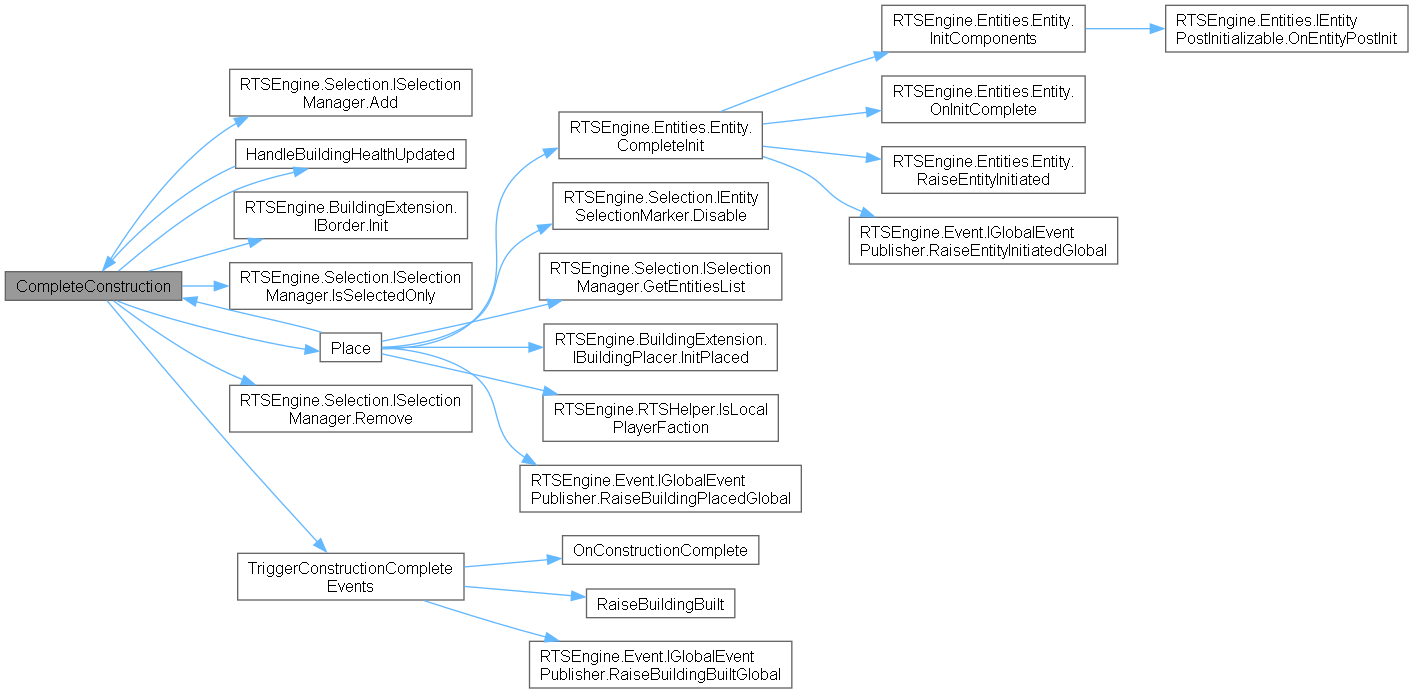 CompleteConstruction
RTSEngine.Selection.ISelection
Manager.Add
HandleBuildingHealthUpdated
RTSEngine.BuildingExtension.
IBorder.Init
RTSEngine.Selection.ISelection
Manager.IsSelectedOnly
Place
RTSEngine.Selection.ISelection
Manager.Remove
TriggerConstructionComplete
Events
RTSEngine.Entities.Entity.
CompleteInit
RTSEngine.Selection.IEntity
SelectionMarker.Disable
RTSEngine.Selection.ISelection
Manager.GetEntitiesList
RTSEngine.BuildingExtension.
IBuildingPlacer.InitPlaced
RTSEngine.RTSHelper.IsLocal
PlayerFaction
RTSEngine.Event.IGlobalEvent
Publisher.RaiseBuildingPlacedGlobal
OnConstructionComplete
RaiseBuildingBuilt
RTSEngine.Event.IGlobalEvent
Publisher.RaiseBuildingBuiltGlobal
RTSEngine.Entities.Entity.
InitComponents
RTSEngine.Entities.Entity.
OnInitComplete
RTSEngine.Entities.Entity.
RaiseEntityInitiated
RTSEngine.Event.IGlobalEvent
Publisher.RaiseEntityInitiatedGlobal
RTSEngine.Entities.IEntity
PostInitializable.OnEntityPostInit